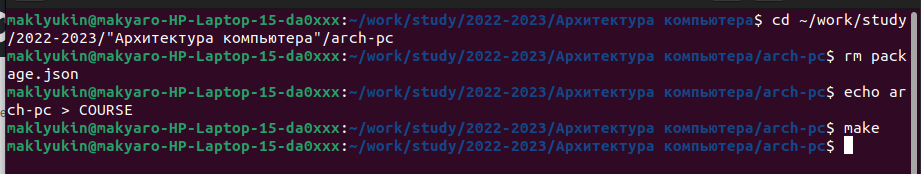 maklyukin@makyaro-HP-Laptop-15-da0xxx:~/work/study/2022-2023/Архитектура компьютера$ cd ~/work/study
/2022-2023/"Архитектура компьютера"/arch-pc
maklyukin@makyaro-HP-Laptop-15-da0xxx:~/work/study/2022-2023/Архитектура компьютера/arch-pc$ rm pack
age.json
maklyukin@makyaro-HP-Laptop-15-da0xxx:~/work/study/2022-2023/Архитектура компьютера/arch-pc$ echo ar
ch-pc > COURSE
maklyukin@makyaro-HP-Laptop-15-da0xxx:~/work/study/2022-2023/Архитектура компьютера/arch-pc$ make
maklyukin@makyaro-HP-Laptop-15-da0xxx:~/work/study/2022-2023/Архитектура компьютера/arch-pc$